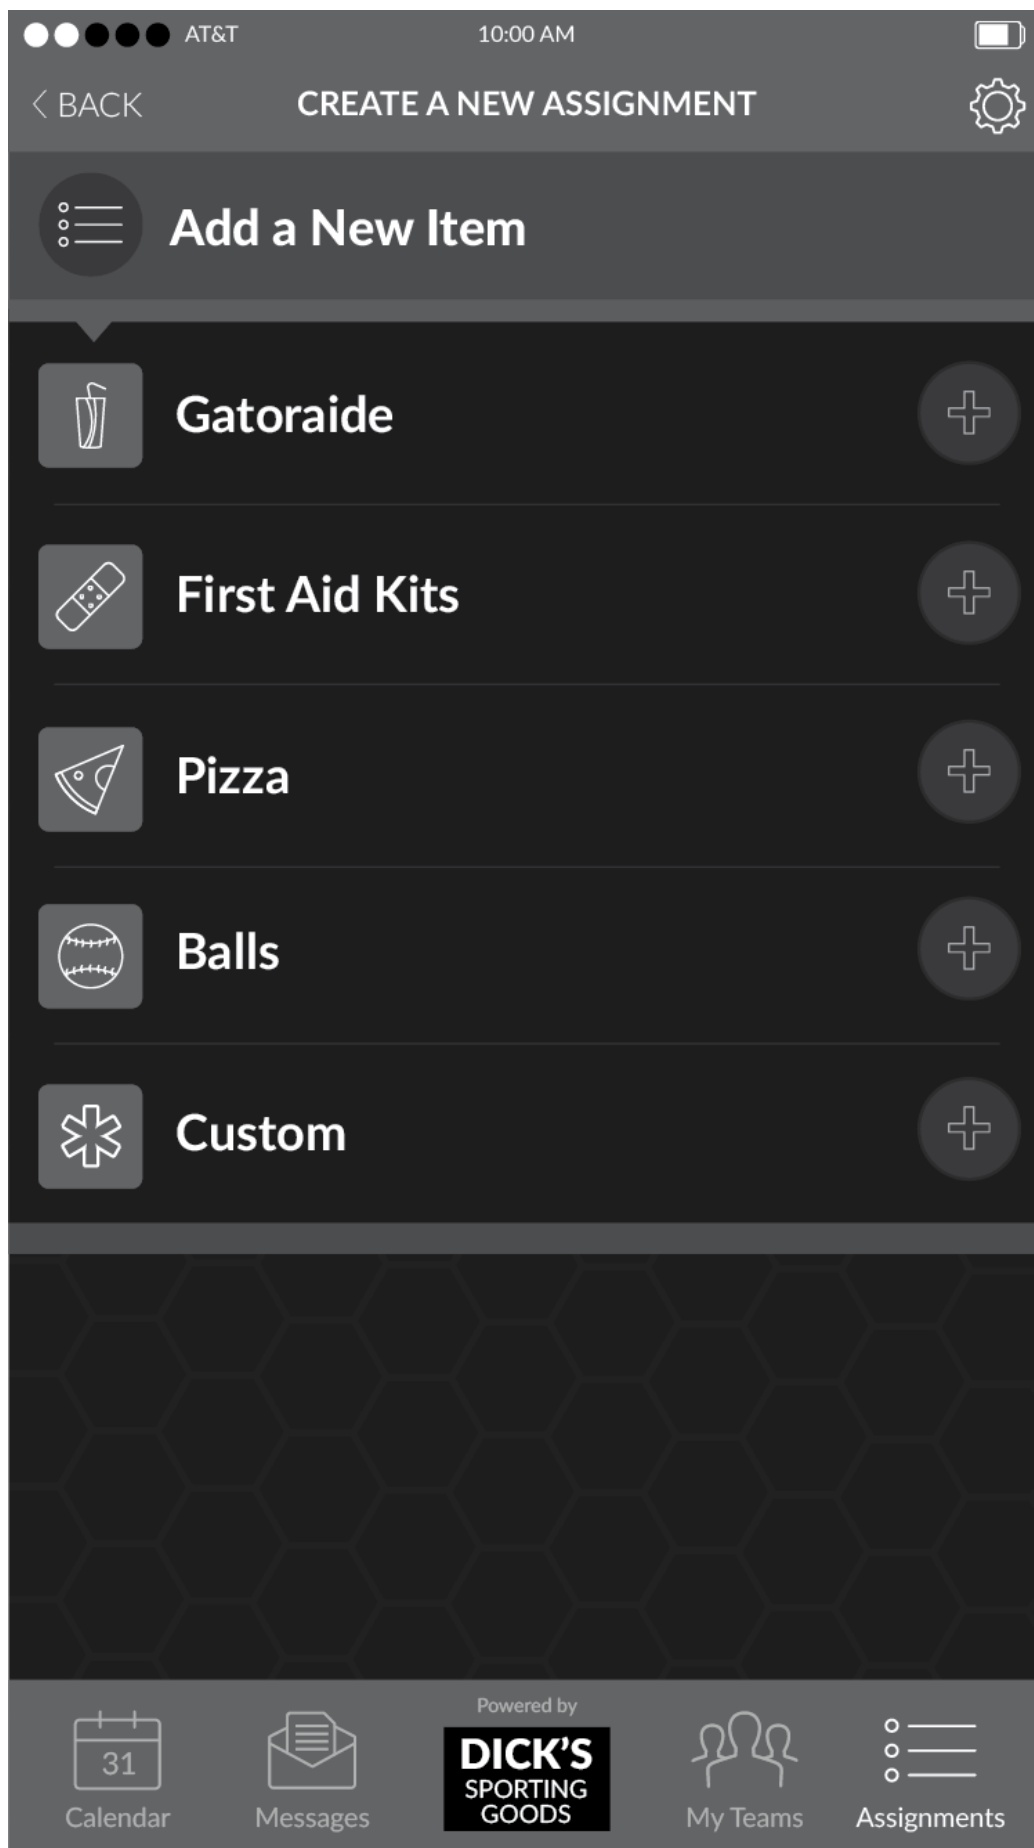 AT&T 10:00 AM
BACK CREATE A NEW ASSIGNMENT
Add a New Item
Gatoraide
First Aid Kits
Pizza
Balls
Custom
31
Calendar
Messages
Powered by
DICK'S
SPORTING
GOODS
My Teams
Assignments